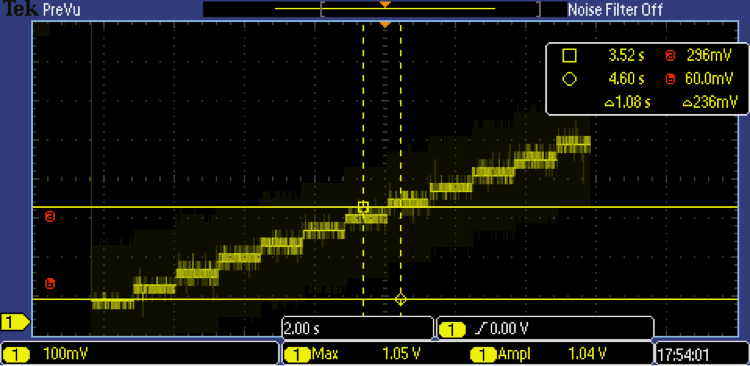 Tek PreVu Noise Filter Off
3.52 s a 296mV
4.60 s b 60.0mV
△1.08 s △236mV
a
b
1
2.00 s 1 / 0.00 V
1 100mV 1 Max 1.05 V 1 Ampl 1.04 V 17:54:01